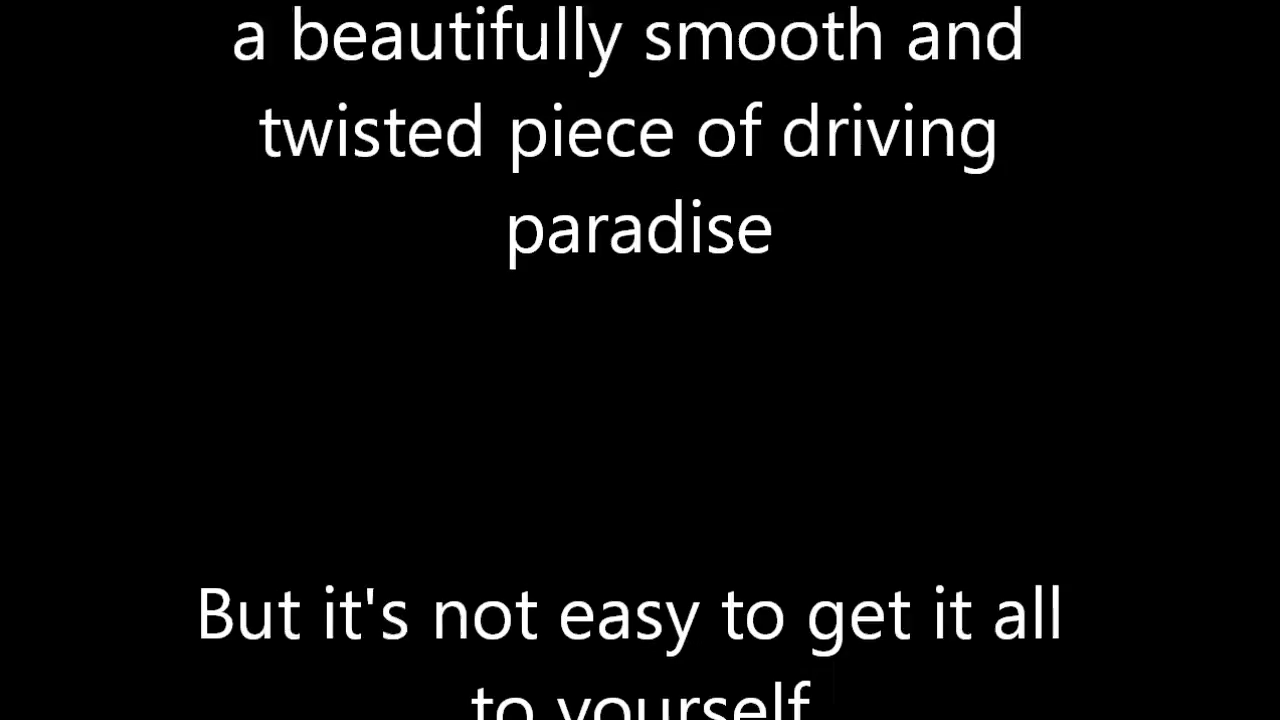 a beautifully smooth and
twisted piece of driving
paradise
But it's not easy to get it all
to yourself